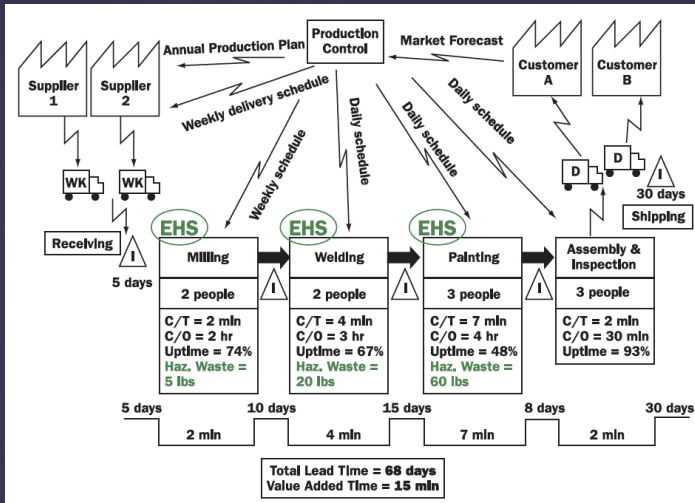 Production
Control
Annual Production Plan
Market Forecast
Supplier
1
Supplier
2
Customer
A
Customer
B
Weekly delivery schedule
Weekly schedule
Daily schedule
Daily schedule
Daily schedule
WK
WK
D
D
I
30 days
Receiving
Shipping
I
5 days
EHS
EHS
EHS
Milling
I
Welding
I
Painting
I
Assembly &
Inspection
2 people
2 people
3 people
3 people
C/T = 2 min
C/O = 2 hr
Uptime = 74%
Haz. Waste =
5 lbs
C/T = 4 min
C/O = 3 hr
Uptime = 67%
Haz. Waste =
20 lbs
C/T = 7 min
C/O = 4 hr
Uptime = 48%
Haz. Waste =
60 lbs
C/T = 2 min
C/O = 30 min
Uptime = 93%
5 days
10 days
15 days
8 days
30 days
2 min
4 min
7 min
2 min
Total Lead Time = 68 days
Value Added Time = 15 min